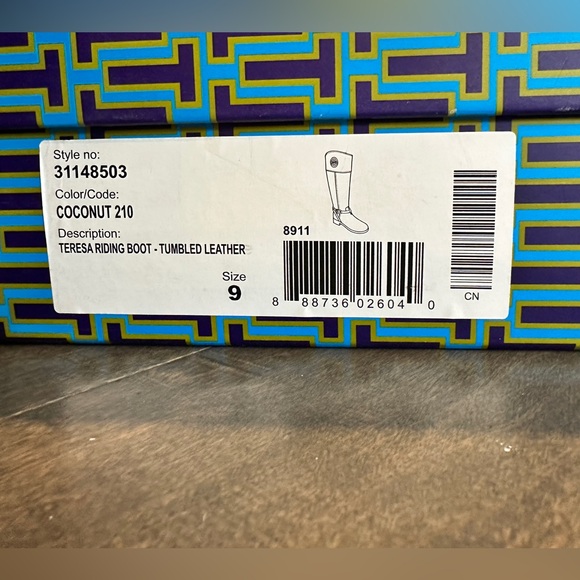 Style no:
31148503
Color/Code:
COCONUT 210
Description:
TERESA RIDING BOOT - TUMBLED LEATHER
Size
9
8911
8 88736 02604 0
CN